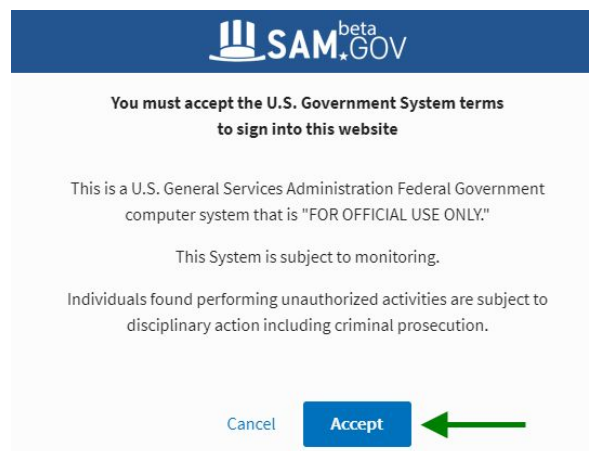 SAM.GOV beta
You must accept the U.S. Government System terms
to sign into this website
This is a U.S. General Services Administration Federal Government
computer system that is "FOR OFFICIAL USE ONLY."
This System is subject to monitoring.
Individuals found performing unauthorized activities are subject to
disciplinary action including criminal prosecution.
Cancel Accept